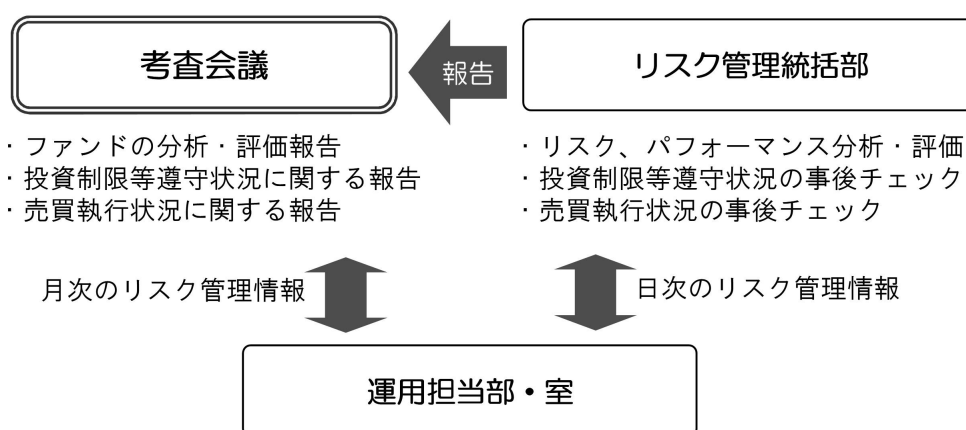 考査会議
報告
リスク管理統括部
・ファンドの分析・評価報告
・投資制限等遵守状況に関する報告
・売買執行状況に関する報告
・リスク、パフォーマンス分析・評価
・投資制限等遵守状況の事後チェック
・売買執行状況の事後チェック
月次のリスク管理情報
日次のリスク管理情報
運用担当部・室